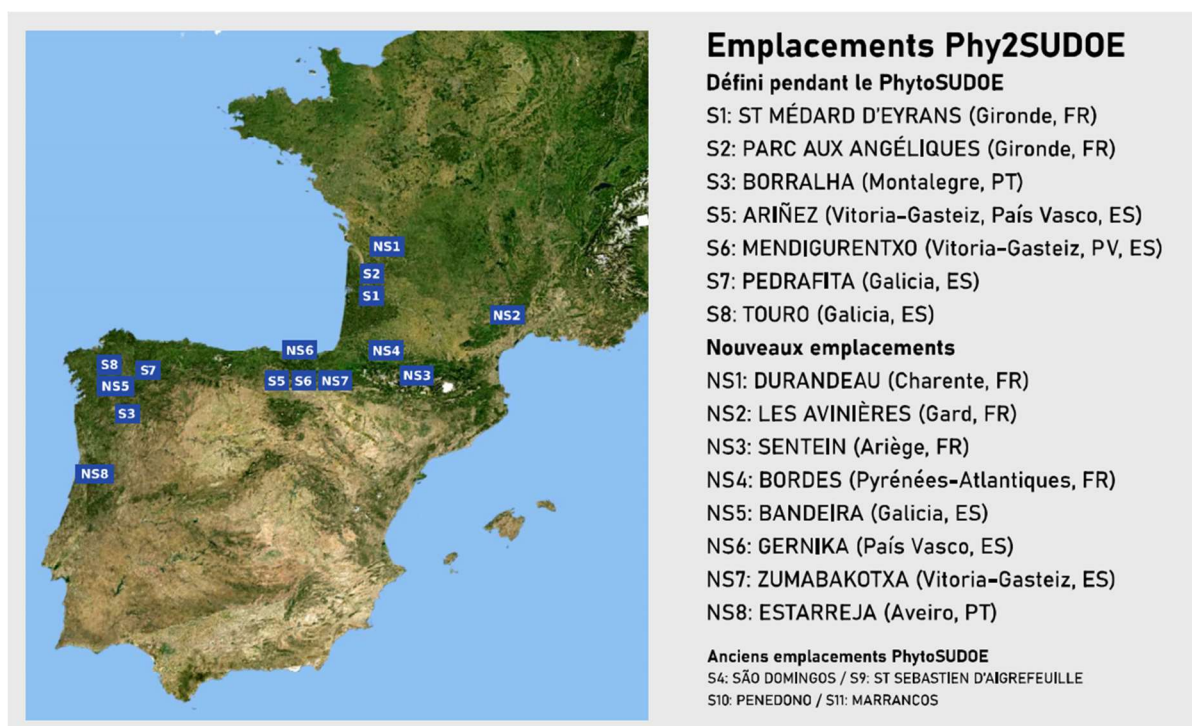 Emplacements Phy2SUDOE
Défini pendant le PhytoSUDOE
S1: ST MÉDARD D'EYRANS (Gironde, FR)
S2: PARC AUX ANGÉLIQUES (Gironde, FR)
S3: BORRALHA (Montalegre, PT)
S5: ARIÑEZ (Vitoria-Gasteiz, País Vasco, ES)
S6: MENDIGURENTXO (Vitoria-Gasteiz, PV, ES)
S7: PEDRAFITA (Galicia, ES)
S8: TOURO (Galicia, ES)
Nouveaux emplacements
NS1: DURANDEAU (Charente, FR)
NS2: LES AVINIÈRES (Gard, FR)
NS3: SENTEIN (Ariège, FR)
NS4: BORDES (Pyrénées-Atlantiques, FR)
NS5: BANDEIRA (Galicia, ES)
NS6: GERNIKA (País Vasco, ES)
NS7: ZUMABAKOTXA (Vitoria-Gasteiz, ES)
NS8: ESTARREJA (Aveiro, PT)
Anciens emplacements PhytoSUDOE
S4: SÃO DOMINGOS / S9: ST SEBASTIEN D'AIGREFEUILLE
S10: PENEDONO / S11: MARRANCOS
NS1
S2
S1
NS2
NS6
NS4
S8
S7
NS3
NS5
S5
S6
NS7
S3
NS8